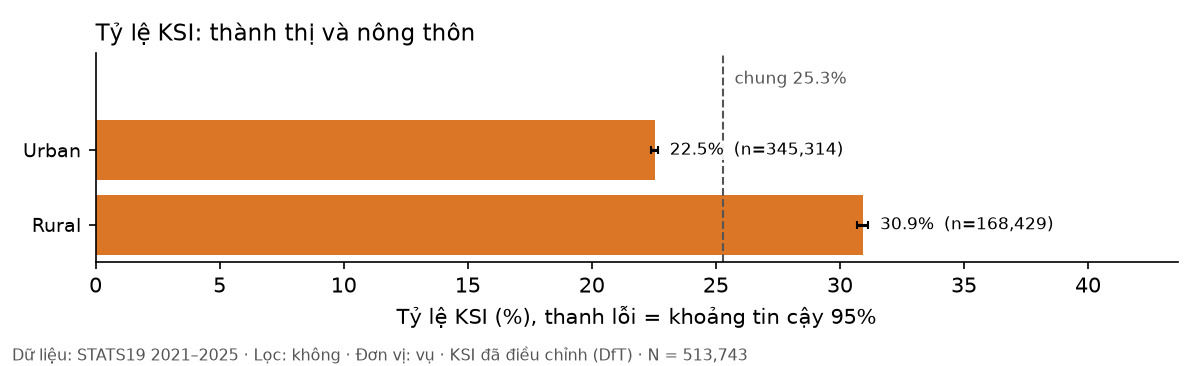 Tỷ lệ KSI: thành thị và nông thôn
chung 25.3%
Urban
22.5% (n=345,314)
Rural
30.9% (n=168,429)
0 5 10 15 20 25 30 35 40
Tỷ lệ KSI (%), thanh lỗi = khoảng tin cậy 95%
Dữ liệu: STATS19 2021–2025 · Lọc: không · Đơn vị: vụ · KSI đã điều chỉnh (DfT) · N = 513,743